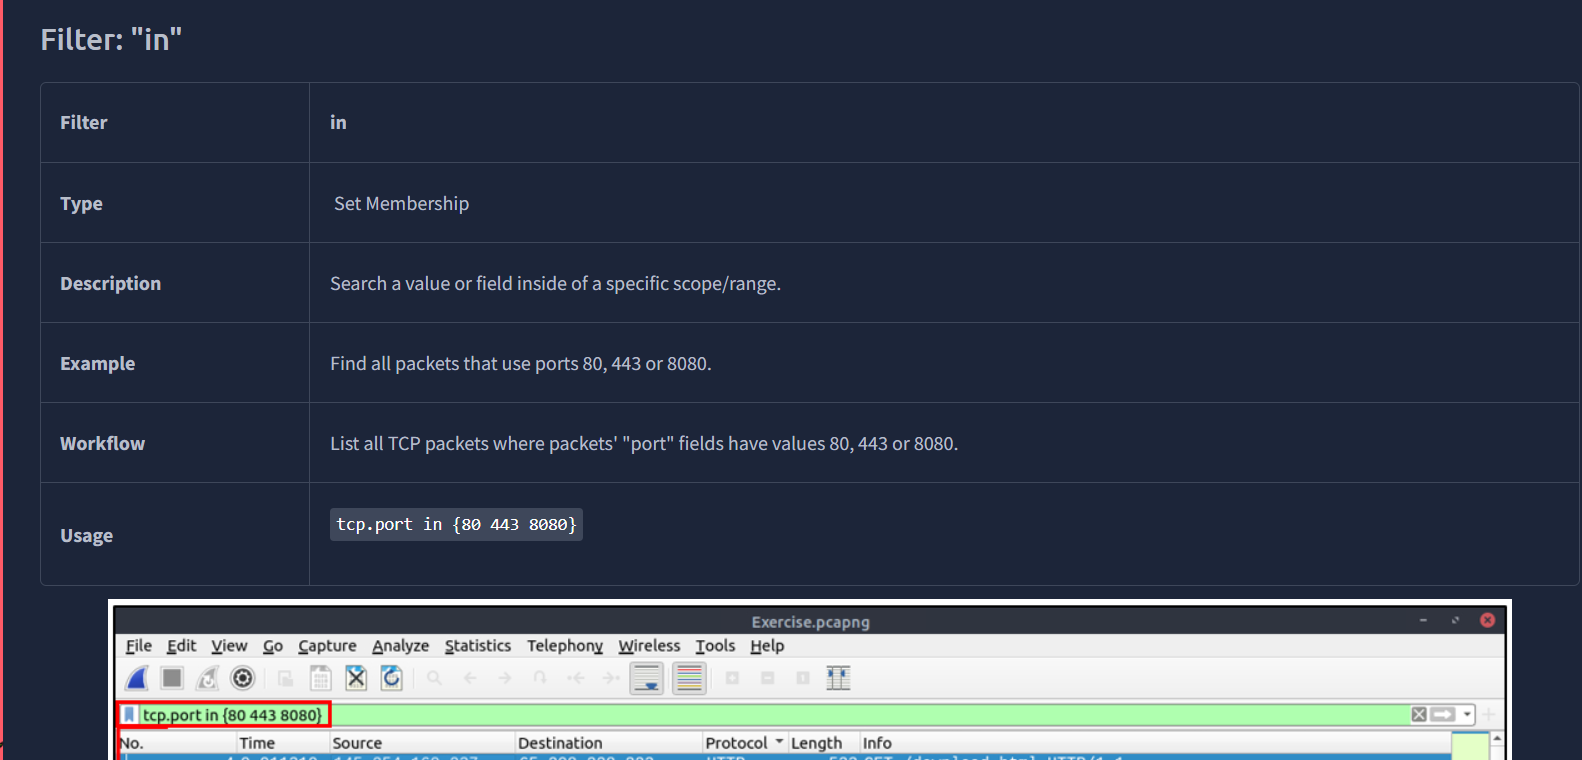 Filter: "in"
Filter in
Type Set Membership
Description Search a value or field inside of a specific scope/range.
Example Find all packets that use ports 80, 443 or 8080.
Workflow List all TCP packets where packets' "port" fields have values 80, 443 or 8080.
Usage tcp.port in {80 443 8080}
Exercise.pcapng
File Edit View Go Capture Analyze Statistics Telephony Wireless Tools Help
tcp.port in {80 443 8080}
No. Time Source Destination Protocol Length Info